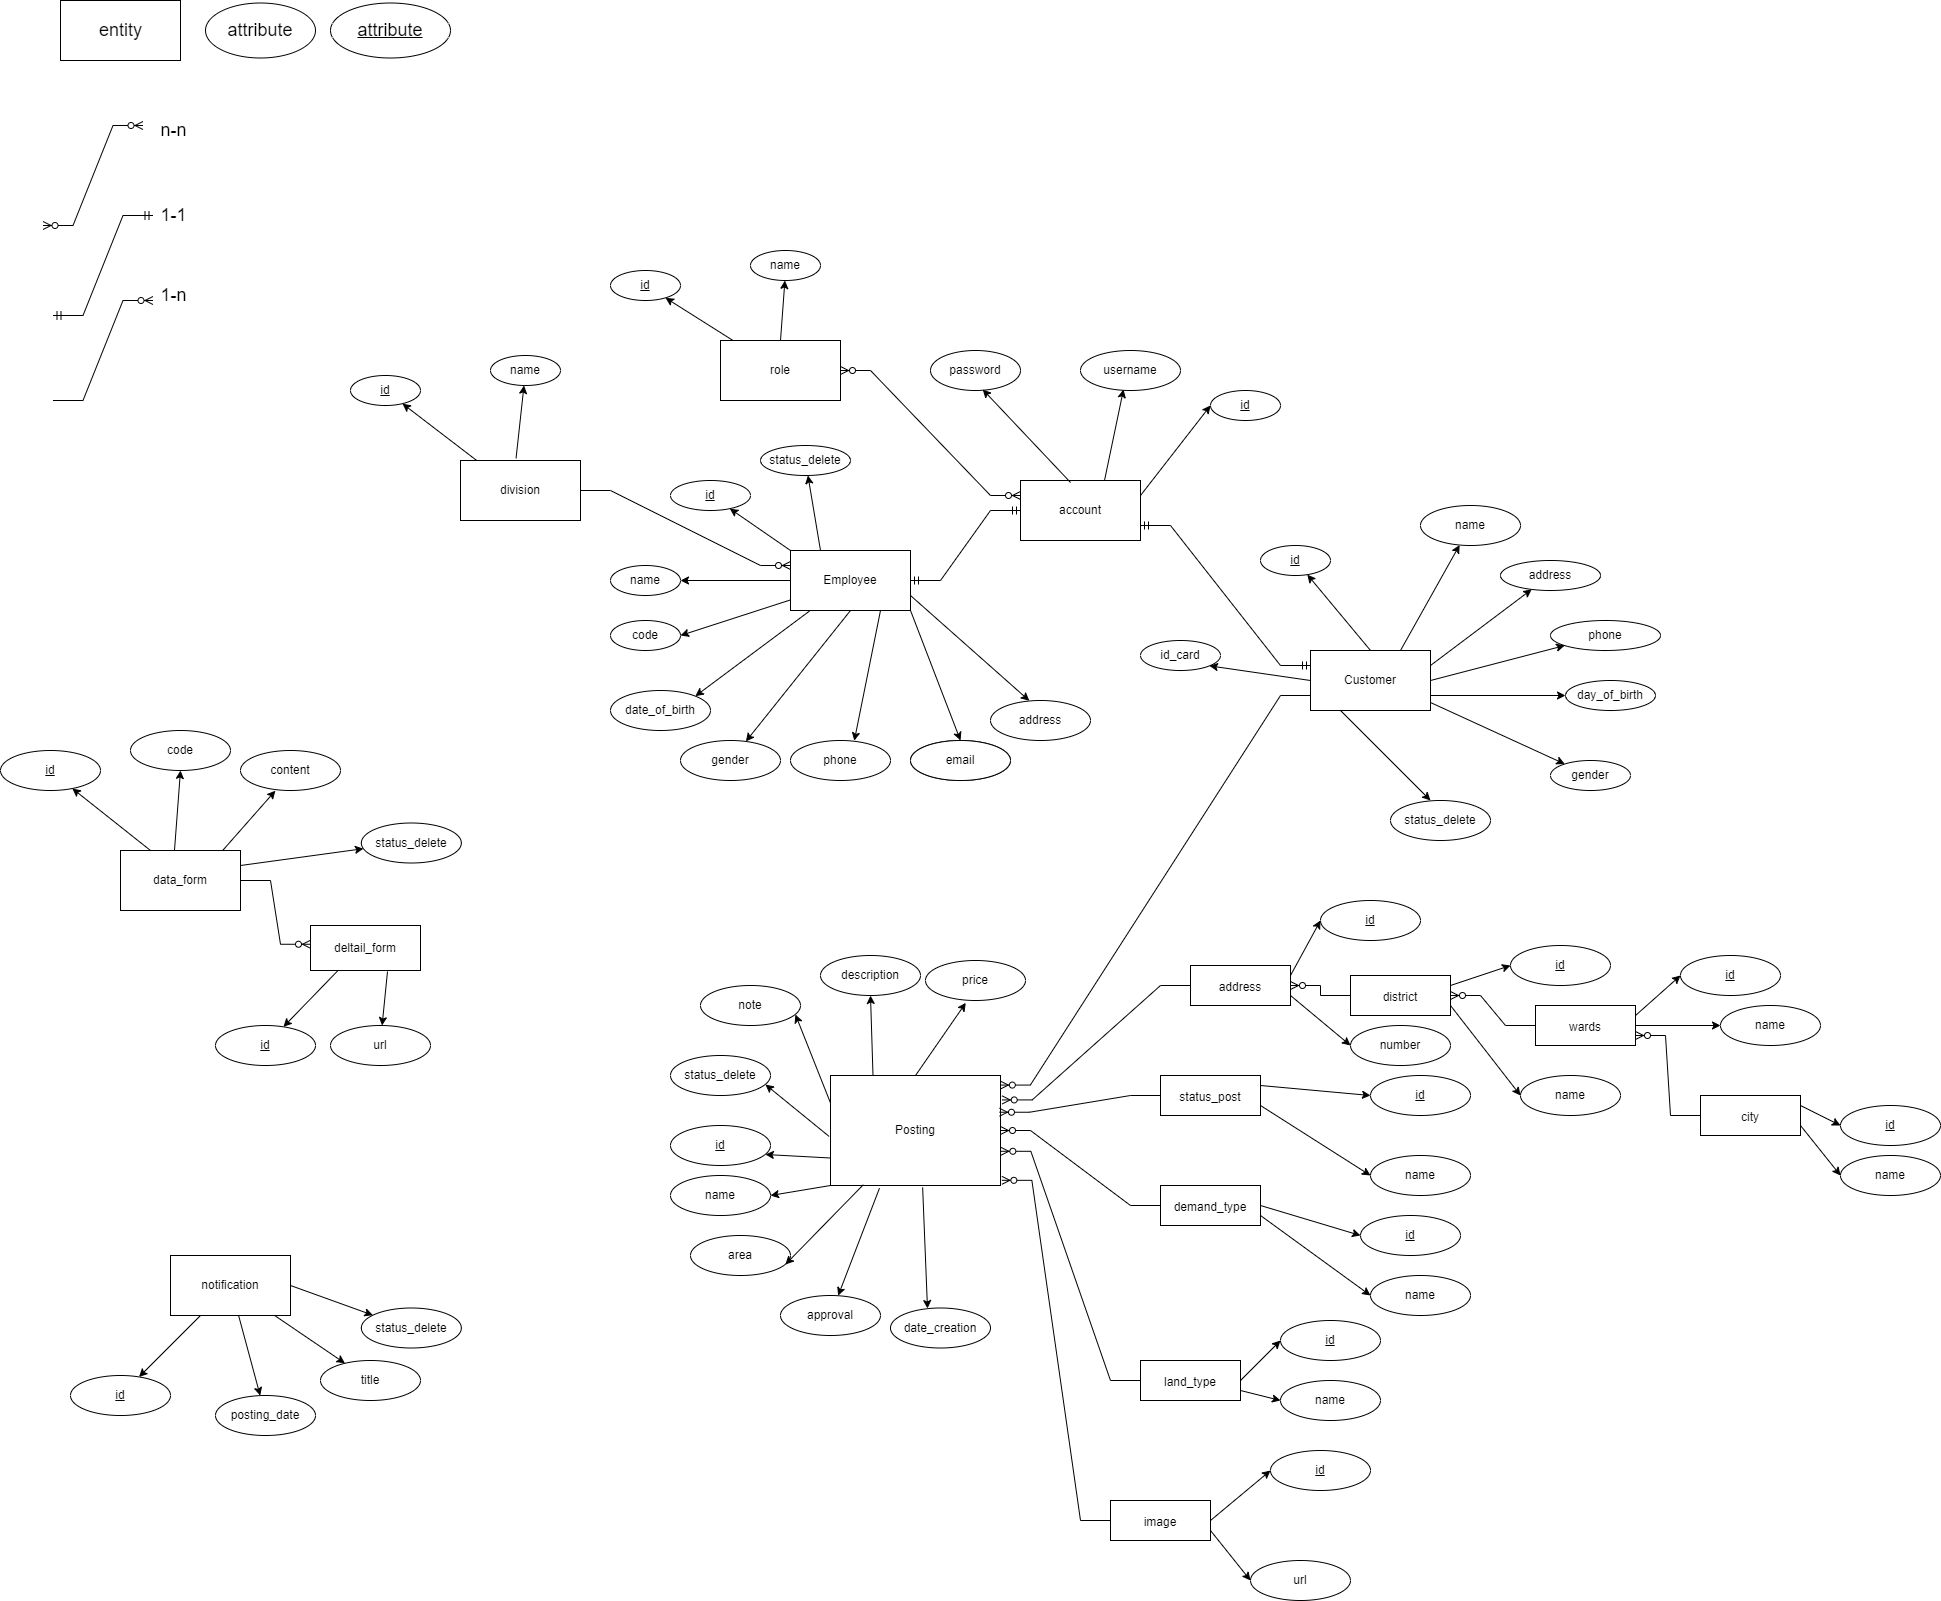 entity
attribute
attribute
n-n
1-1
1-n
name
id
role
password
username
id
name
id
division
status_delete
id
account
Employee
name
code
date_of_birth
gender
phone
email
address
name
id
address
phone
id_card
Customer
day_of_birth
gender
status_delete
code
id
content
status_delete
data_form
deltail_form
id
url
description
price
note
status_delete
id
name
Posting
area
approval
date_creation
id
address
number
district
id
name
wards
id
name
city
id
name
status_post
id
name
demand_type
id
name
land_type
id
name
image
id
url
notification
status_delete
title
id
posting_date